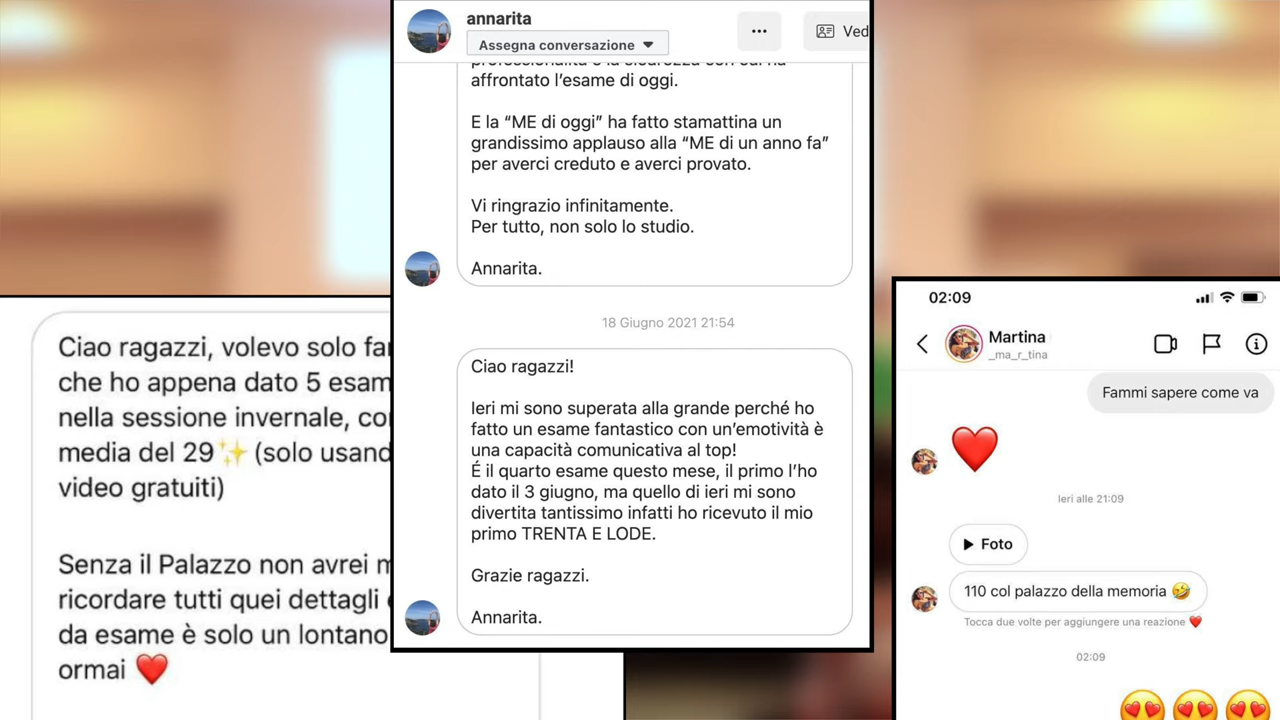 Ciao ragazzi, volevo solo
che ho appena dato 5
nella sessione invernale,
media del 29✨ (solo
video gratuiti)
Senza il Palazzo non avrei
ricordare tutti quei dettagli
da esame è solo un lontano
ormai ❤️
annarita
Assegna conversazione
Ved
affrontato l’esame di oggi.
E la “ME di oggi” ha fatto stamattina un
grandissimo applauso alla “ME di un anno fa”
per averci creduto e averci provato.
Vi ringrazio infinitamente.
Per tutto, non solo lo studio.
Annarita.
18 Giugno 2021 21:54
Ciao ragazzi!
Ieri mi sono superata alla grande perché ho
fatto un esame fantastico con un’emotività è
una capacità comunicativa al top!
É il quarto esame questo mese, il primo l’ho
dato il 3 giugno, ma quello di ieri mi sono
divertita tantissimo infatti ho ricevuto il mio
primo TRENTA E LODE.
Grazie ragazzi.
Annarita.
02:09
Martina
_ma_r_tina
Fammi sapere come va
❤️
Ieri alle 21:09
Foto
110 col palazzo della memoria 🤣
Tocca due volte per aggiungere una reazione ❤️
02:09
😍😍😍